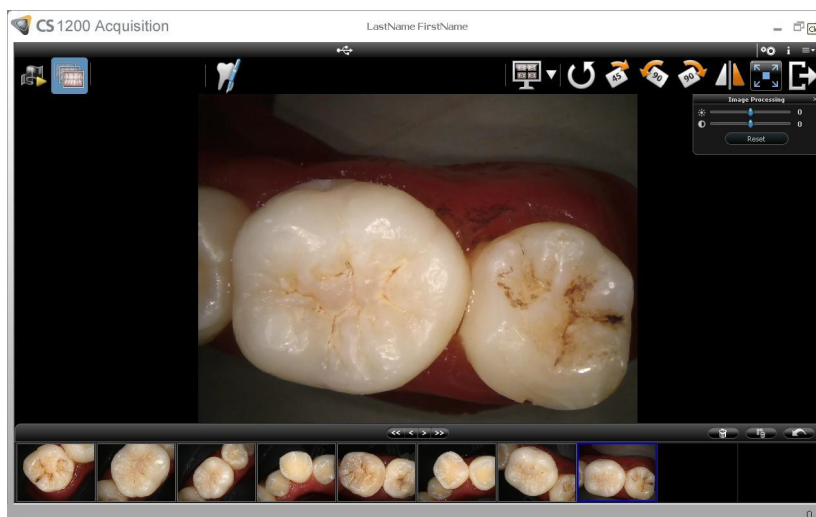 CS 1200 Acquisition
LastName FirstName
45
90
90
Image Processing
0
0
Reset